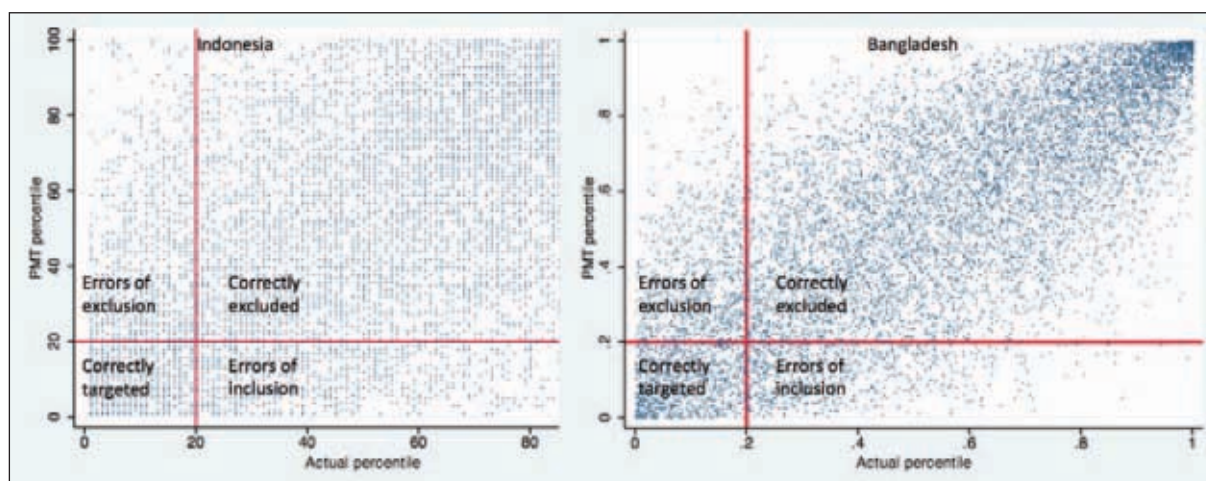 Indonesia
100
80
60
40
20
0
PMT percentile
Errors of
exclusion
Correctly
excluded
Correctly
targeted
Errors of
inclusion
0 20 40 60 80
Actual percentile
Bangladesh
1
.8
.6
.4
.2
0
PMT percentile
Errors of
exclusion
Correctly
excluded
Correctly
targeted
Errors of
inclusion
0 .2 .4 .6 .8 1
Actual percentile